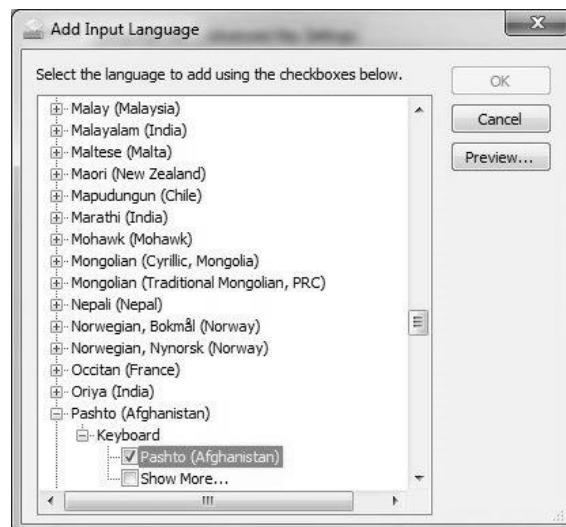 Add Input Language
Select the language to add using the checkboxes below.
OK
Cancel
Preview...
Malay (Malaysia)
Malayalam (India)
Maltese (Malta)
Maori (New Zealand)
Mapudungun (Chile)
Marathi (India)
Mohawk (Mohawk)
Mongolian (Cyrillic, Mongolia)
Mongolian (Traditional Mongolian, PRC)
Nepali (Nepal)
Norwegian, Bokmål (Norway)
Norwegian, Nynorsk (Norway)
Occitan (France)
Oriya (India)
Pashto (Afghanistan)
Keyboard
Pashto (Afghanistan)
Show More...